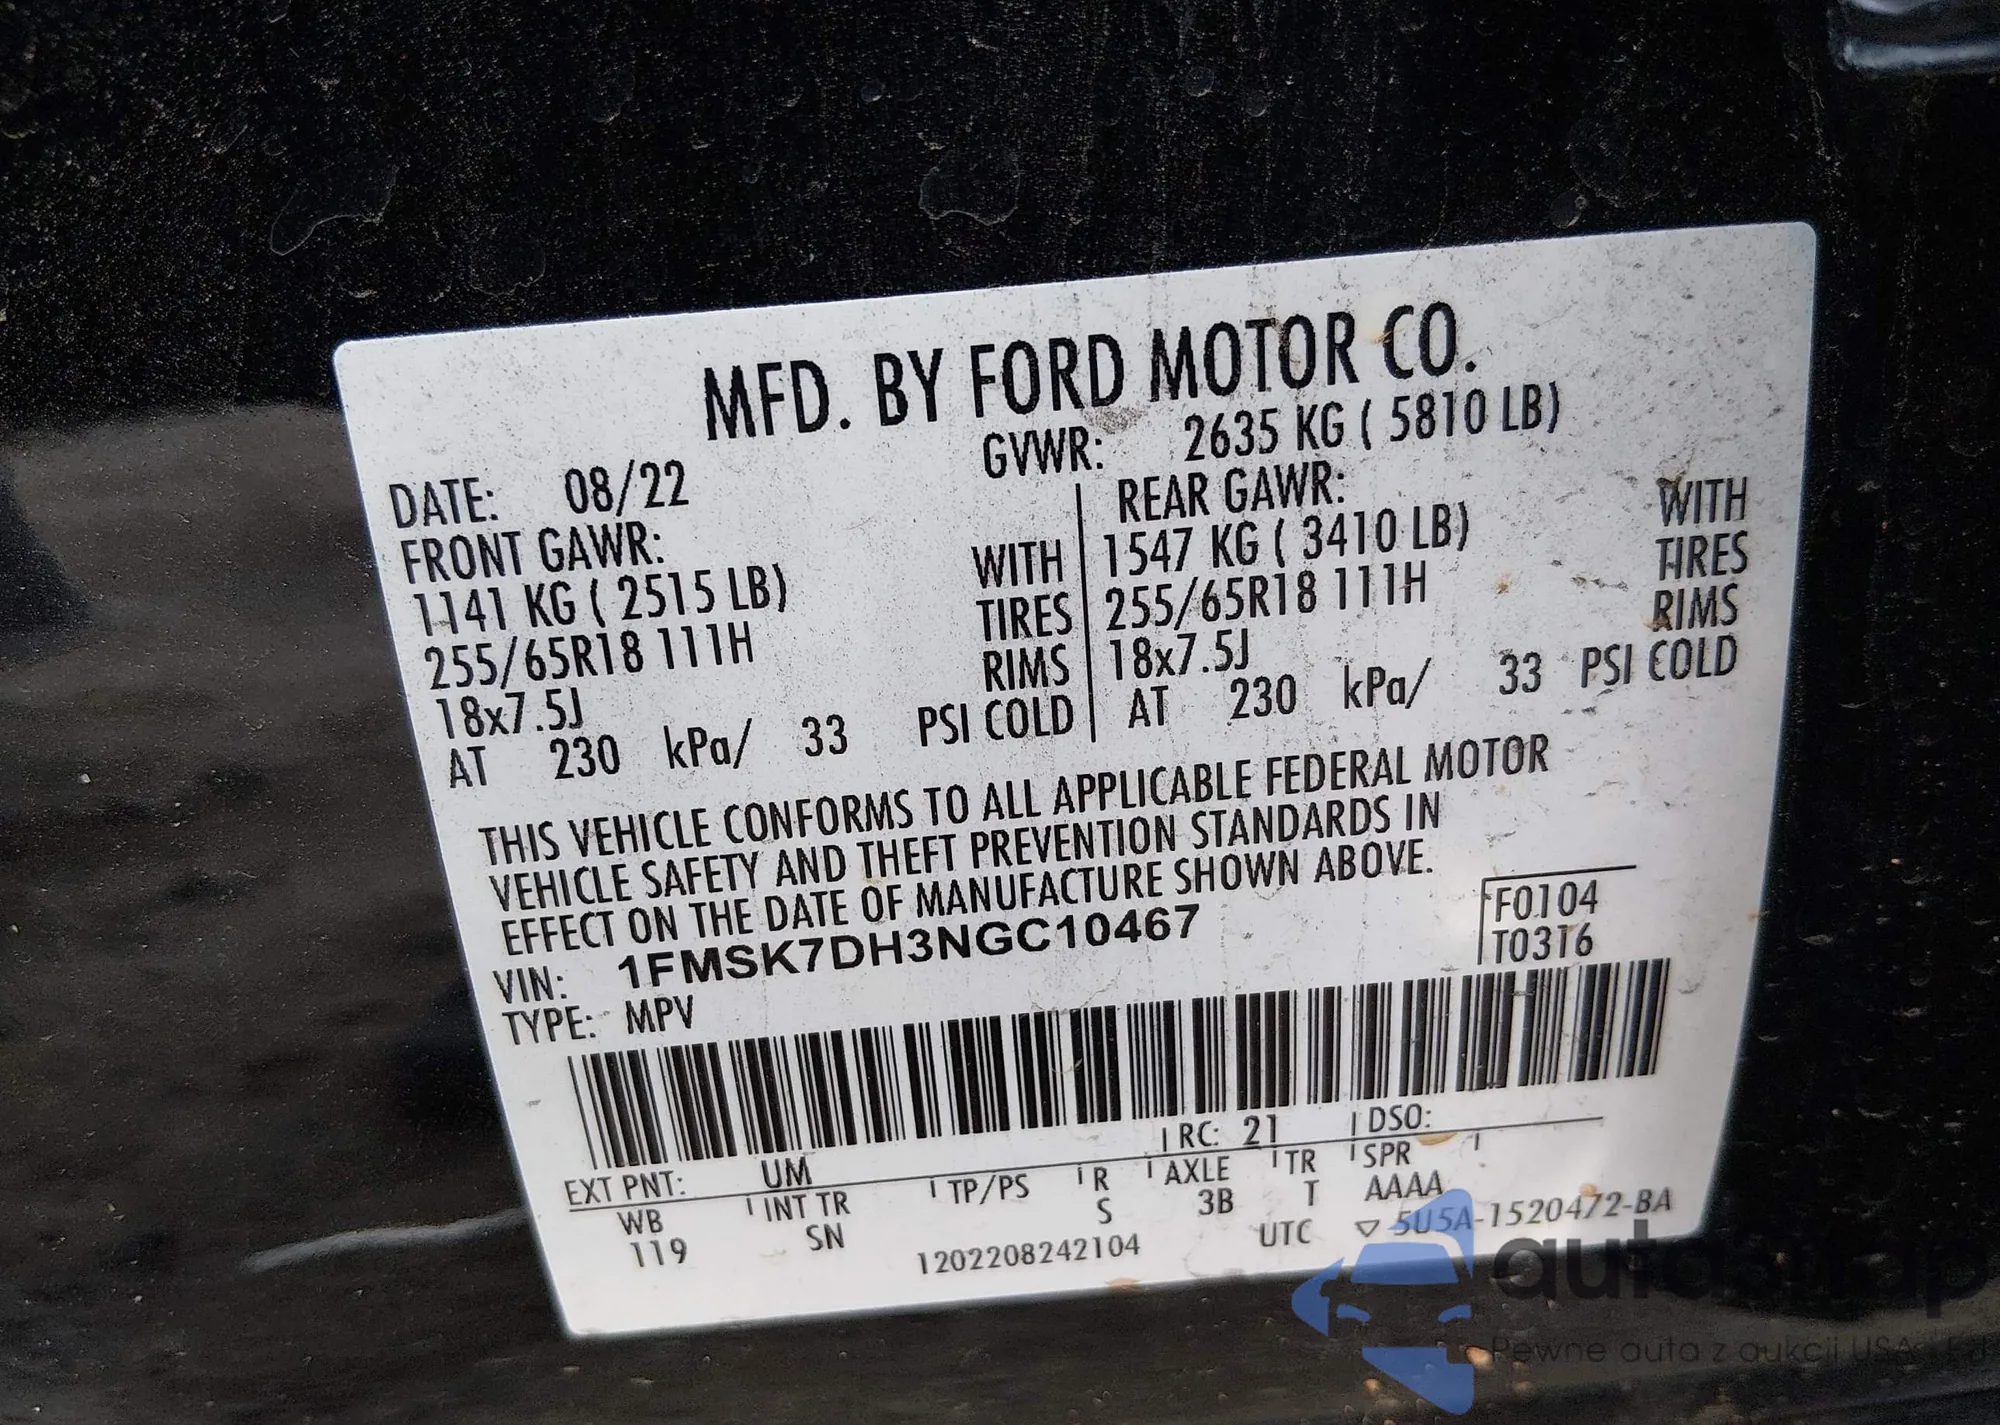 MFD. BY FORD MOTOR CO.
DATE: 08/22 GVWR: 2635 KG ( 5810 LB)
FRONT GAWR: REAR GAWR:
1141 KG ( 2515 LB) WITH 1547 KG ( 3410 LB) WITH
255/65R18 111H TIRES 255/65R18 111H TIRES
18x7.5J RIMS 18x7.5J RIMS
AT 230 kPa/ 33 PSI COLD AT 230 kPa/ 33 PSI COLD
THIS VEHICLE CONFORMS TO ALL APPLICABLE FEDERAL MOTOR
VEHICLE SAFETY AND THEFT PREVENTION STANDARDS IN
EFFECT ON THE DATE OF MANUFACTURE SHOWN ABOVE.
VIN: 1FMSK7DH3NGC10467 F0104
TYPE: MPV T0316
EXT PNT: UM RC: 21 DSO:
WB INT TR TP/PS R AXLE TR SPR
119 SN S 3B T AAAA
1202208242104 UTC ▽ 5U5A-1520472-BA
autosnap
Pewne auta z aukcji USA